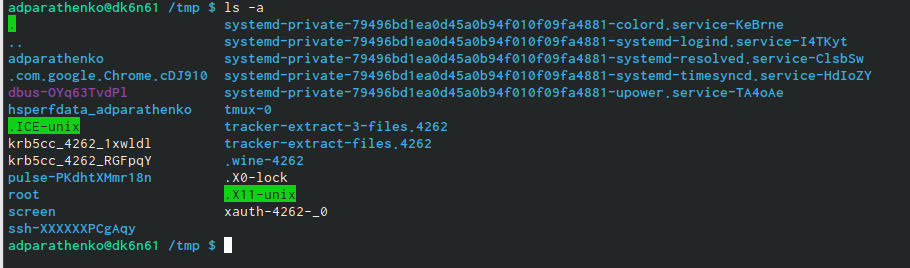 adparathenko@dk6n61 /tmp $ ls -a
. systemd-private-79496bd1ea0d45a0b94f010f09fa4881-colord.service-KeBrne
.. systemd-private-79496bd1ea0d45a0b94f010f09fa4881-systemd-logind.service-I4TKyt
adparathenko systemd-private-79496bd1ea0d45a0b94f010f09fa4881-systemd-resolved.service-ClsbSw
.com.google.Chrome.cDJ910 systemd-private-79496bd1ea0d45a0b94f010f09fa4881-systemd-timesyncd.service-HdIoZY
dbus-OYq63TvdPl systemd-private-79496bd1ea0d45a0b94f010f09fa4881-upower.service-TA4oAe
hsperfdata_adparathenko tmux-0
.ICE-unix tracker-extract-3-files.4262
krb5cc_4262_1xwldl tracker-extract-files.4262
krb5cc_4262_RGFpqY .wine-4262
pulse-PKdhtXMmr18n .X0-lock
root .X11-unix
screen xauth-4262-_0
ssh-XXXXXXPCgAqy
adparathenko@dk6n61 /tmp $